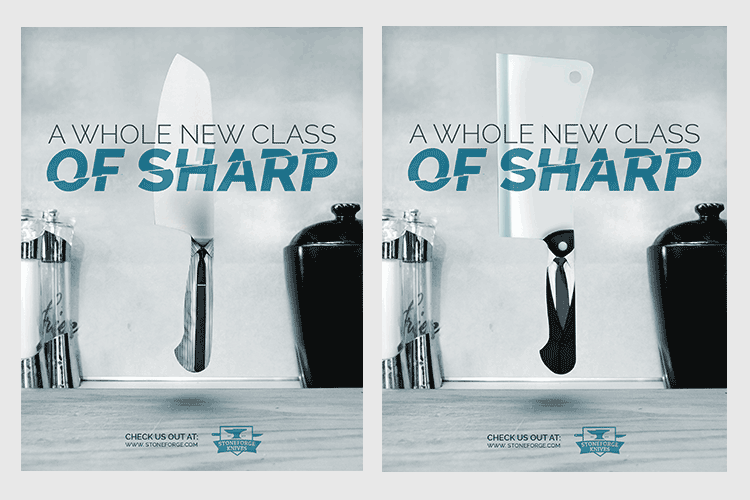 A WHOLE NEW CLASS
OF SHARP
CHECK US OUT AT:
WWW. STONEFORGE.COM
STONEFORGE
KNIVES
A WHOLE NEW CLASS
OF SHARP
CHECK US OUT AT:
WWW. STONEFORGE.COM
STONEFORGE
KNIVES